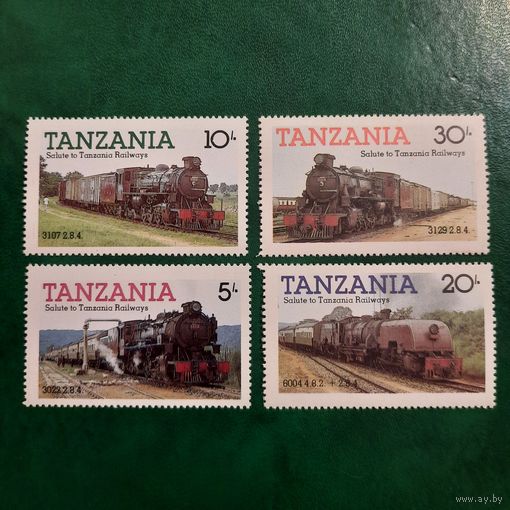 TANZANIA 10/-
Salute to Tanzania Railways
3107 2.8.4.
TANZANIA 30/-
Salute to Tanzania Railways
3129 2.8.4.
TANZANIA 5/-
Salute to Tanzania Railways
3022 2.8.4.
TANZANIA 20/-
Salute to Tanzania Railways
6004 4.8.2. + 2.8.4.
© www.ay.by